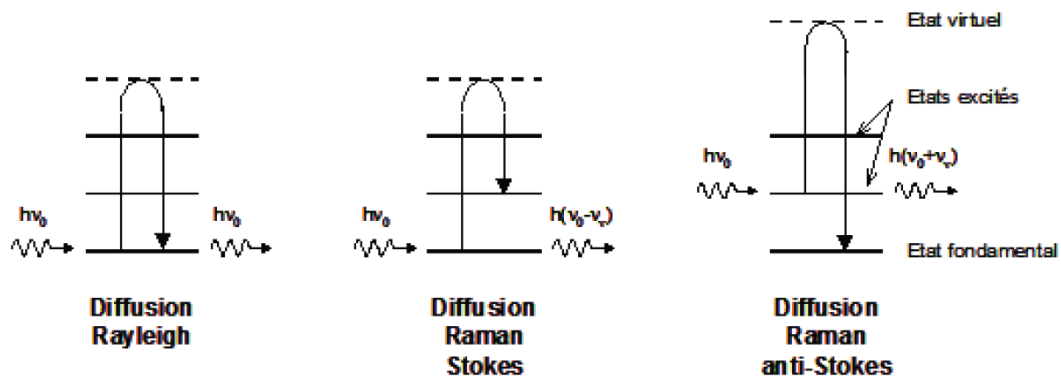 Etat virtuel
Etats excités
hν₀
h(ν₀+νᵥ)
hν₀
hν₀
hν₀
h(ν₀-νᵥ)
Etat fondamental
Diffusion
Rayleigh
Diffusion
Raman
Stokes
Diffusion
Raman
anti-Stokes